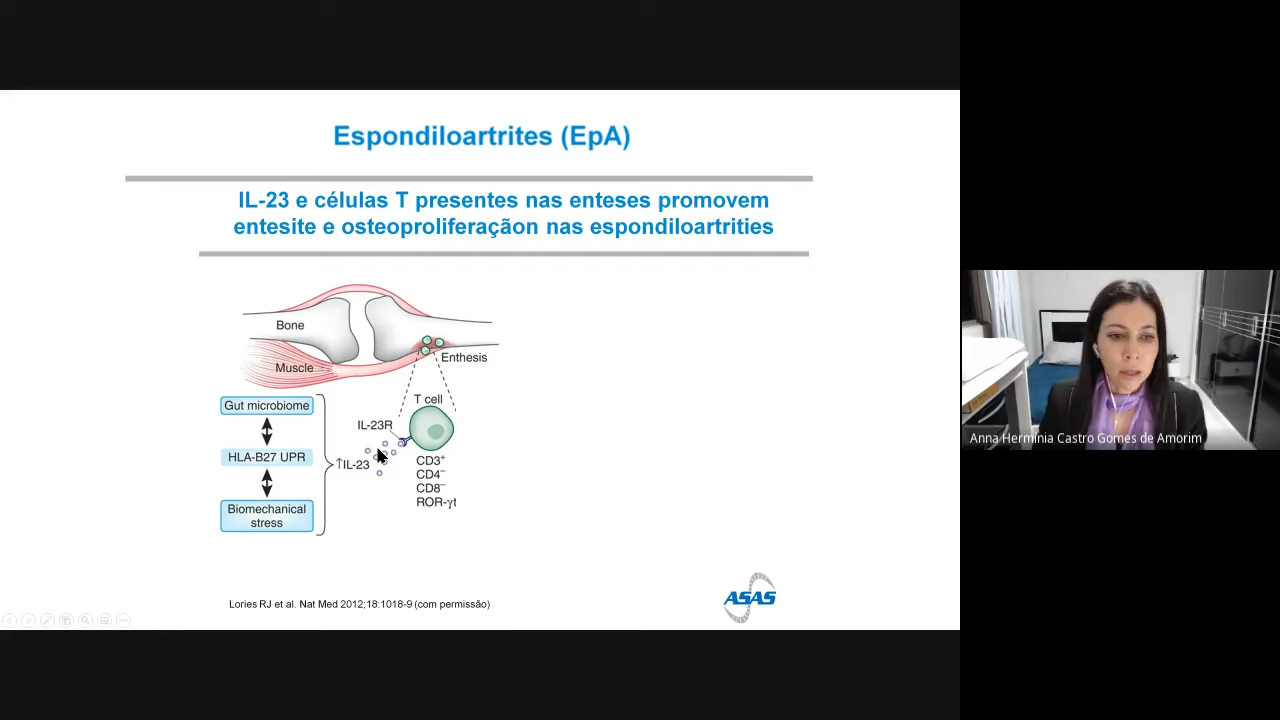 Espondiloartrites (EpA)
IL-23 e células T presentes nas enteses promovem
entesite e osteoproliferaçãon nas espondiloartrities
Bone
Muscle
Enthesis
Gut microbiome
HLA-B27 UPR
Biomechanical
stress
↑IL-23
IL-23R
T cell
CD3⁺
CD4⁻
CD8⁻
ROR-γt
Lories RJ et al. Nat Med 2012;18:1018-9 (com permissão)
ASAS
Anna Hermínia Castro Gomes de Amorim